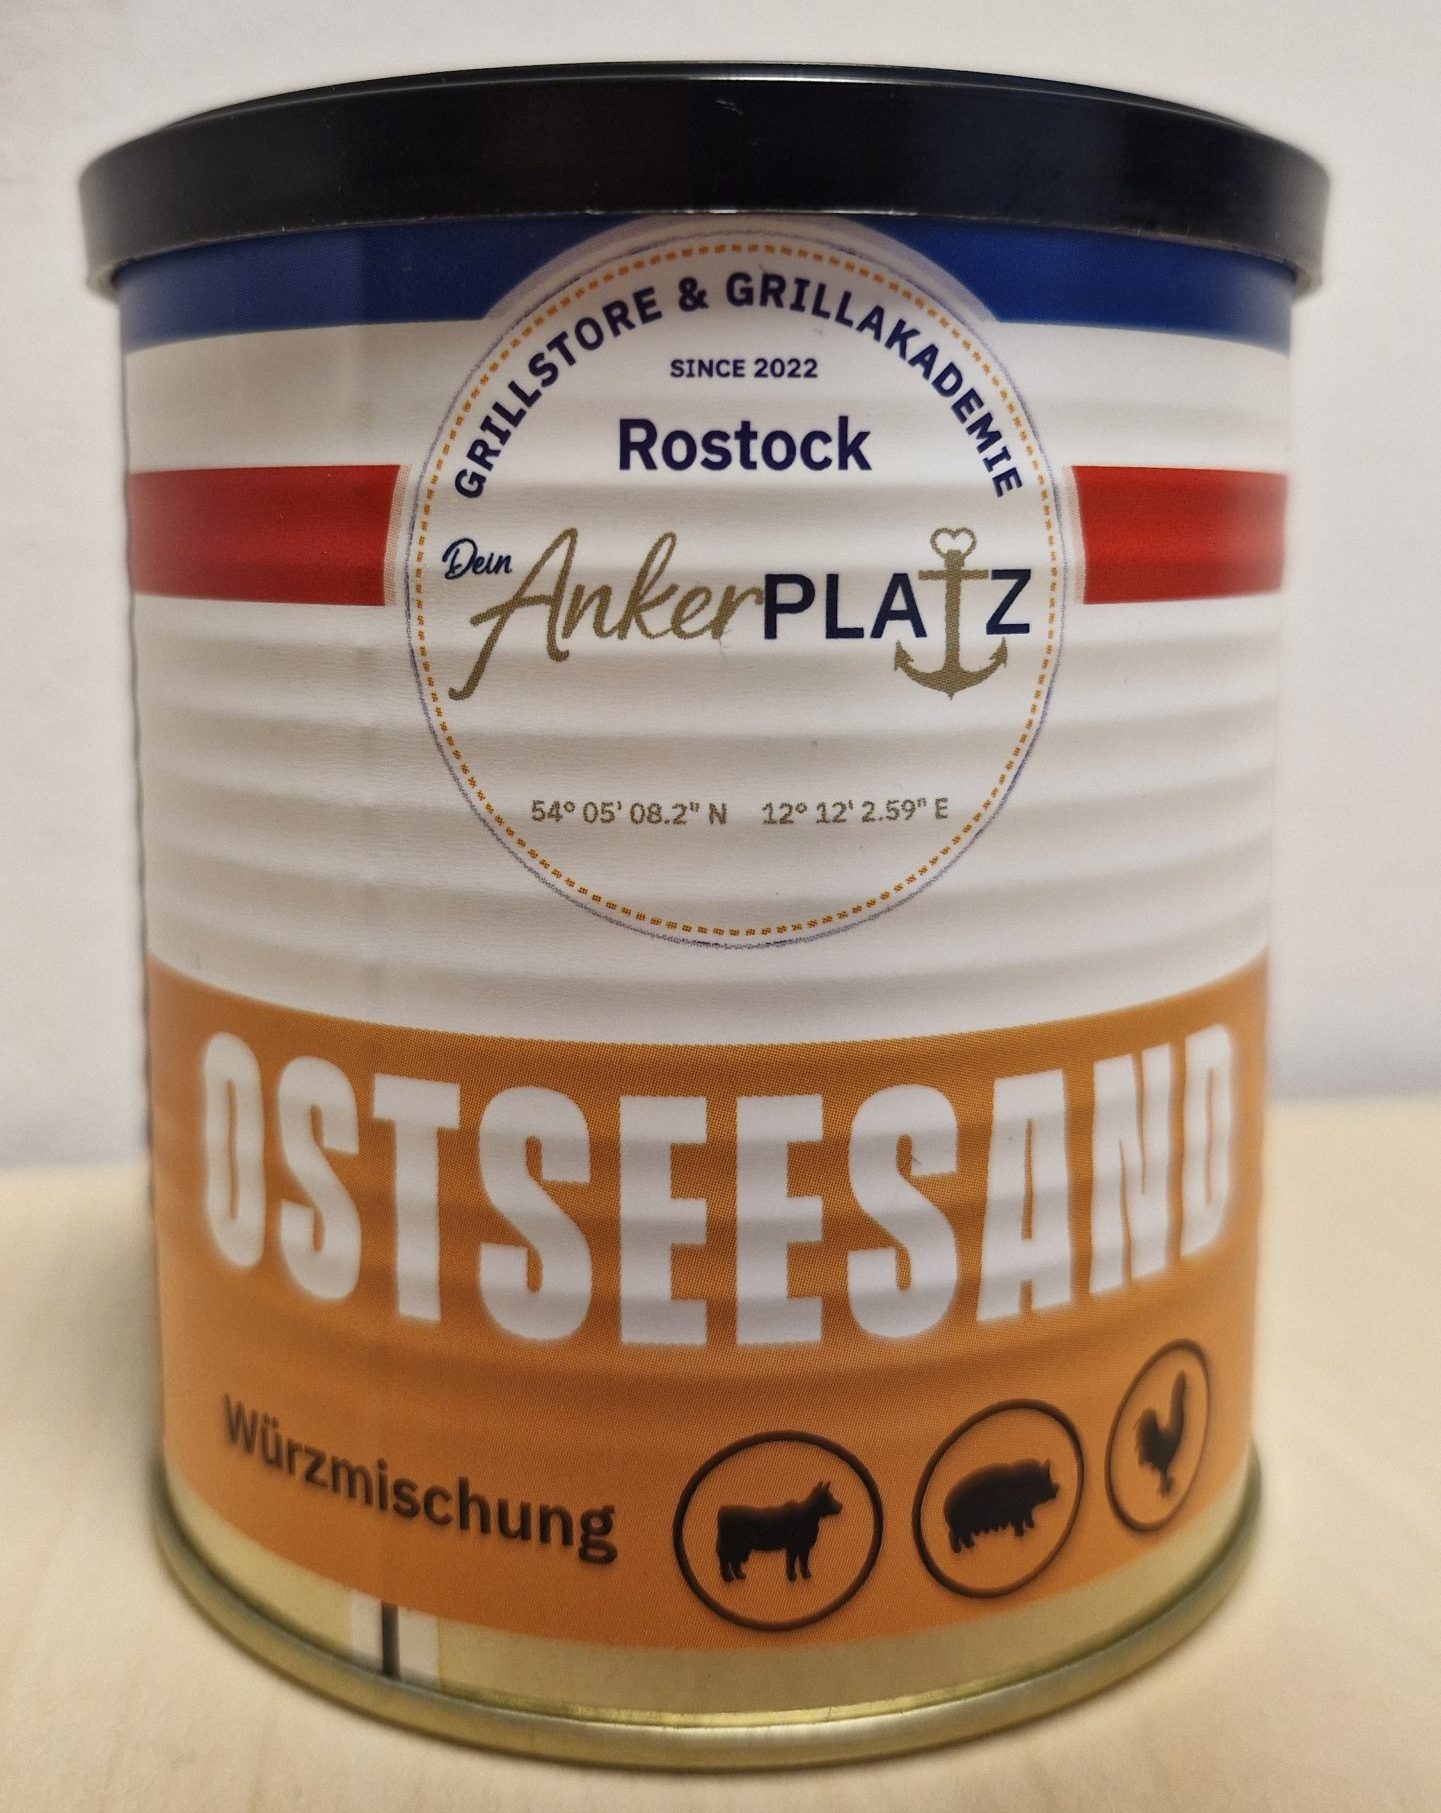 GRILLSTORE & GRILLAKADEMIE
SINCE 2022
Rostock
Dein AnkerPLATZ
54° 05' 08.2" N 12° 12' 2.59" E
OSTSEESAND
Würzmischung